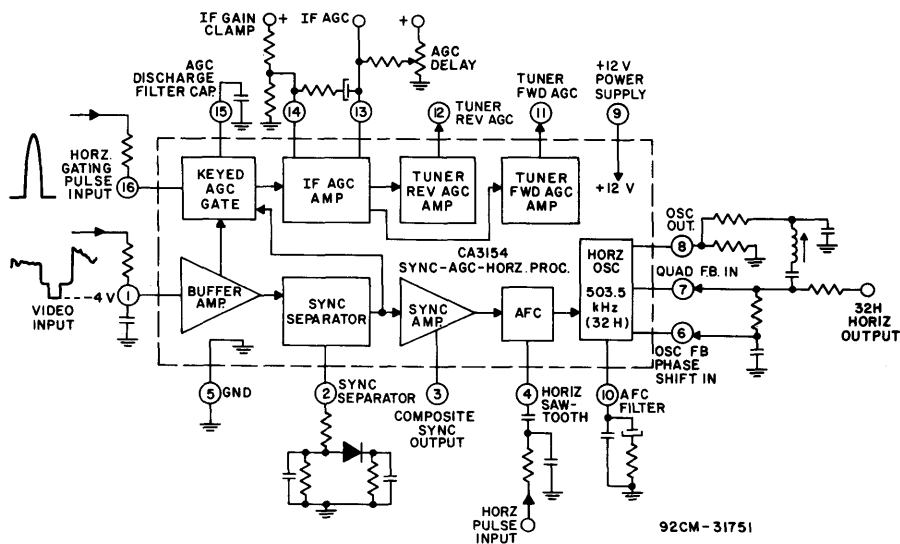 IF GAIN
CLAMP
+
IF AGC
+
AGC
DELAY
AGC
DISCHARGE
FILTER CAP.
15
14
13
12
TUNER
REV AGC
TUNER
FWD AGC
11
+12 V
POWER
SUPPLY
9
HORZ.
GATING
PULSE
INPUT
16
KEYED
AGC
GATE
IF AGC
AMP
TUNER
REV AGC
AMP
TUNER
FWD AGC
AMP
+12 V
CA3154
SYNC-AGC-HORZ. PROC.
OSC
OUT.
8
HORZ
OSC
503.5
kHz
(32 H)
QUAD F.B. IN
7
6
OSC FB
PHASE
SHIFT IN
32H
HORIZ
OUTPUT
4 V
VIDEO
INPUT
1
BUFFER
AMP.
SYNC
SEPARATOR
SYNC
AMP.
AFC
5
GND
2
SYNC
SEPARATOR
3
COMPOSITE
SYNC
OUTPUT
4
HORIZ
SAW-
TOOTH
10
AFC
FILTER
HORZ
PULSE
INPUT
92CM-31751